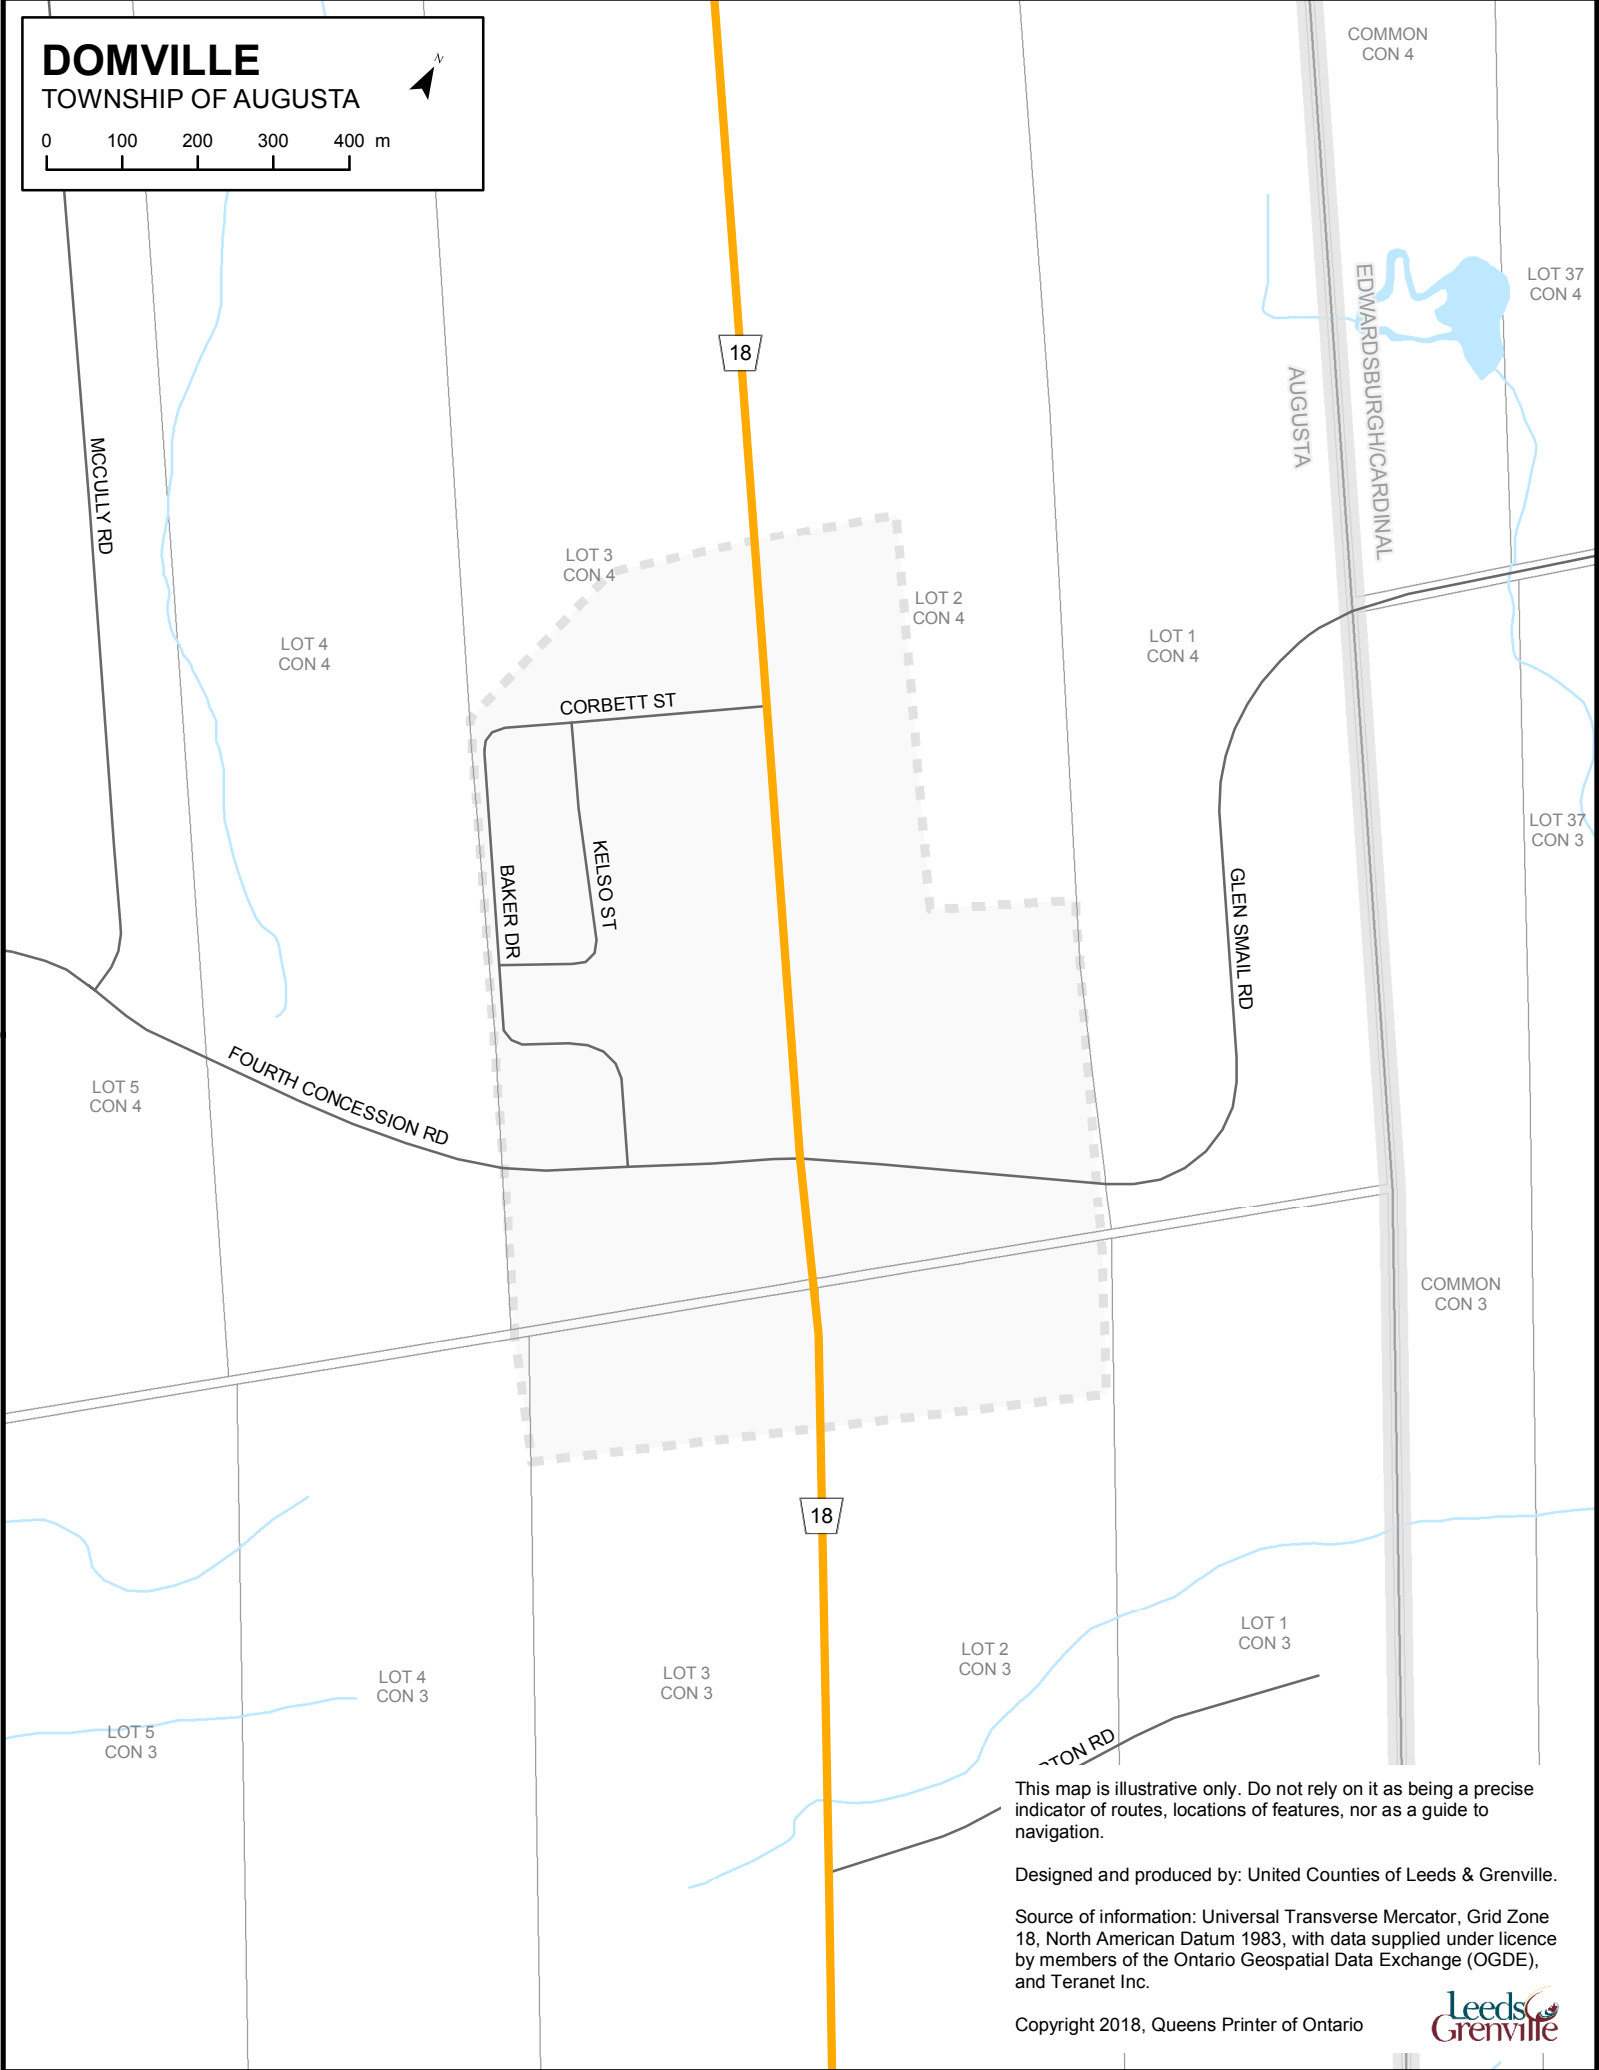 DOMVILLE
TOWNSHIP OF AUGUSTA
N
0 100 200 300 400 m
COMMON
CON 4
LOT 37
CON 4
18
EDWARDSBURGH/CARDINAL
AUGUSTA
MCCULLY RD
LOT 3
CON 4
LOT 2
CON 4
LOT 4
CON 4
LOT 1
CON 4
CORBETT ST
LOT 37
CON 3
KELSO ST
BAKER DR
GLEN SMAIL RD
FOURTH CONCESSION RD
LOT 5
CON 4
COMMON
CON 3
18
LOT 1
CON 3
LOT 2
CON 3
LOT 3
CON 3
LOT 4
CON 3
LOT 5
CON 3
RD
This map is illustrative only. Do not rely on it as being a precise
indicator of routes, locations of features, nor as a guide to
navigation.
Designed and produced by: United Counties of Leeds & Grenville.
Source of information: Universal Transverse Mercator, Grid Zone
18, North American Datum 1983, with data supplied under licence
by members of the Ontario Geospatial Data Exchange (OGDE),
and Teranet Inc.
Copyright 2018, Queens Printer of Ontario
Leeds
Grenville